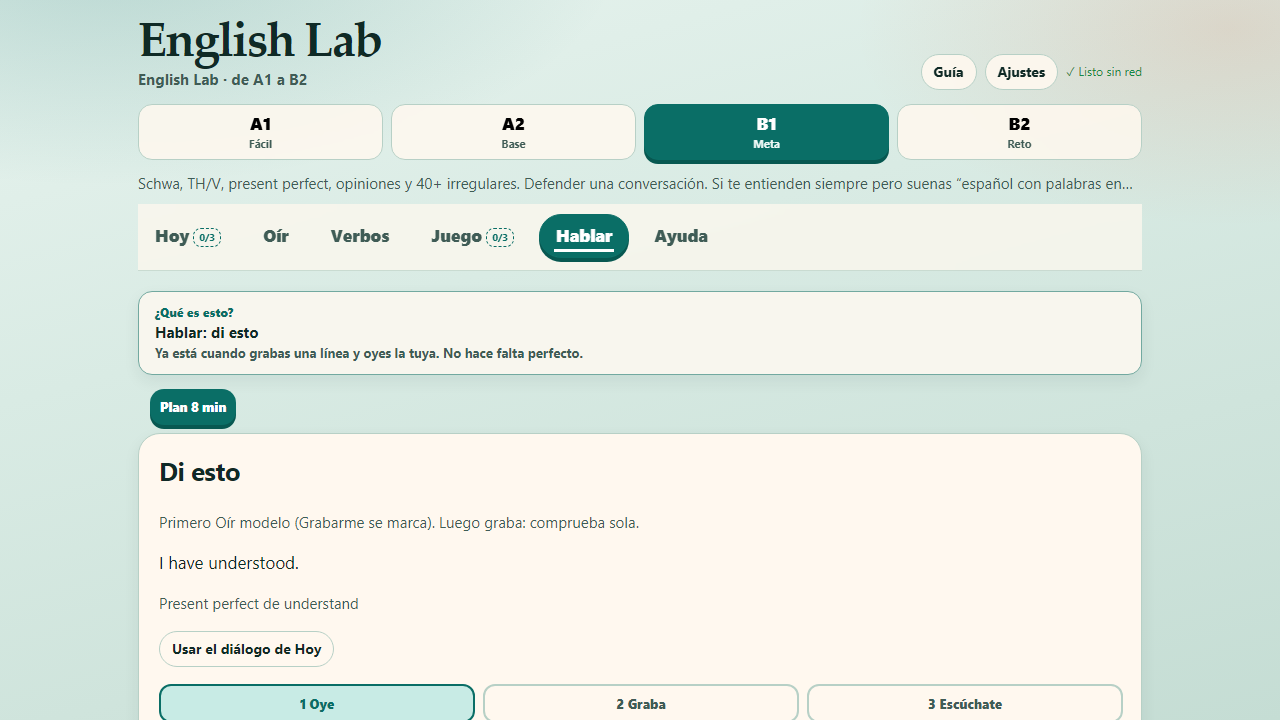 English Lab
English Lab · de A1 a B2
Guía
Ajustes
✓ Listo sin red
A1
Fácil
A2
Base
B1
Meta
B2
Reto
Schwa, TH/V, present perfect, opiniones y 40+ irregulares. Defender una conversación. Si te entienden siempre pero suenas “español con palabras en…
Hoy 0/3
Oír
Verbos
Juego 0/3
Hablar
Ayuda
¿Qué es esto?
Hablar: di esto
Ya está cuando grabas una línea y oyes la tuya. No hace falta perfecto.
Plan 8 min
Di esto
Primero Oír modelo (Grabarme se marca). Luego graba: comprueba sola.
I have understood.
Present perfect de understand
Usar el diálogo de Hoy
1 Oye
2 Graba
3 Escúchate